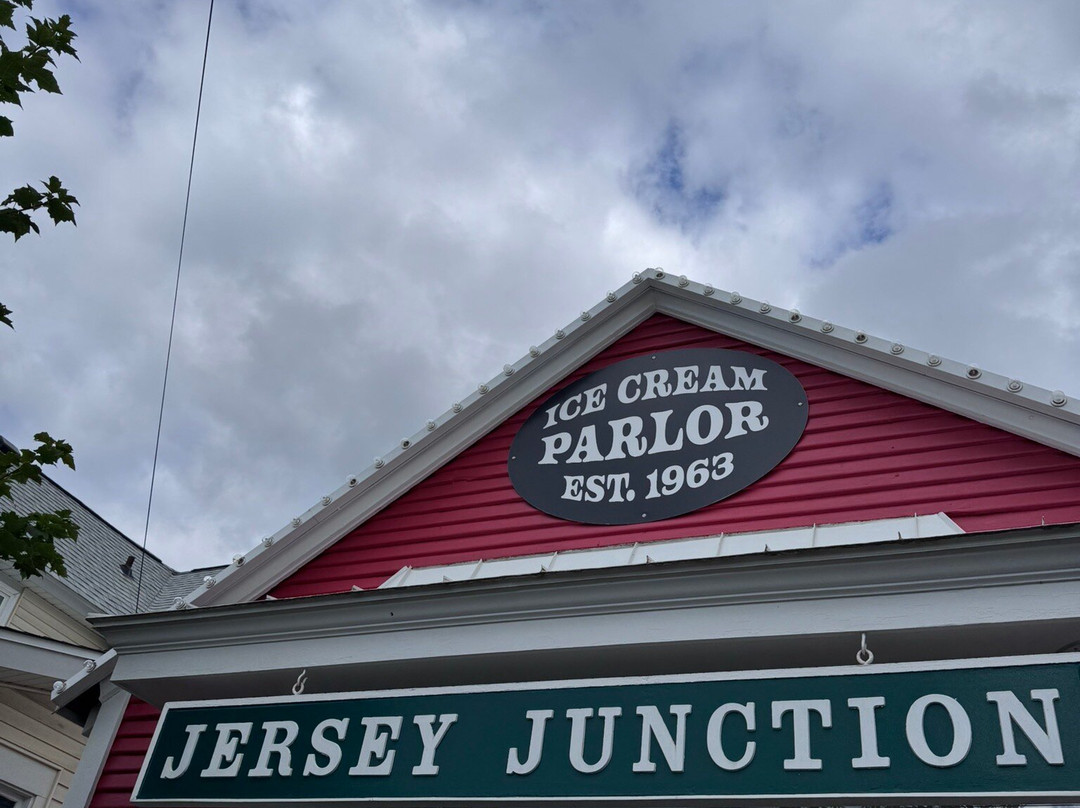 ICE CREAM
PARLOR
EST. 1963
JERSEY JUNCTION